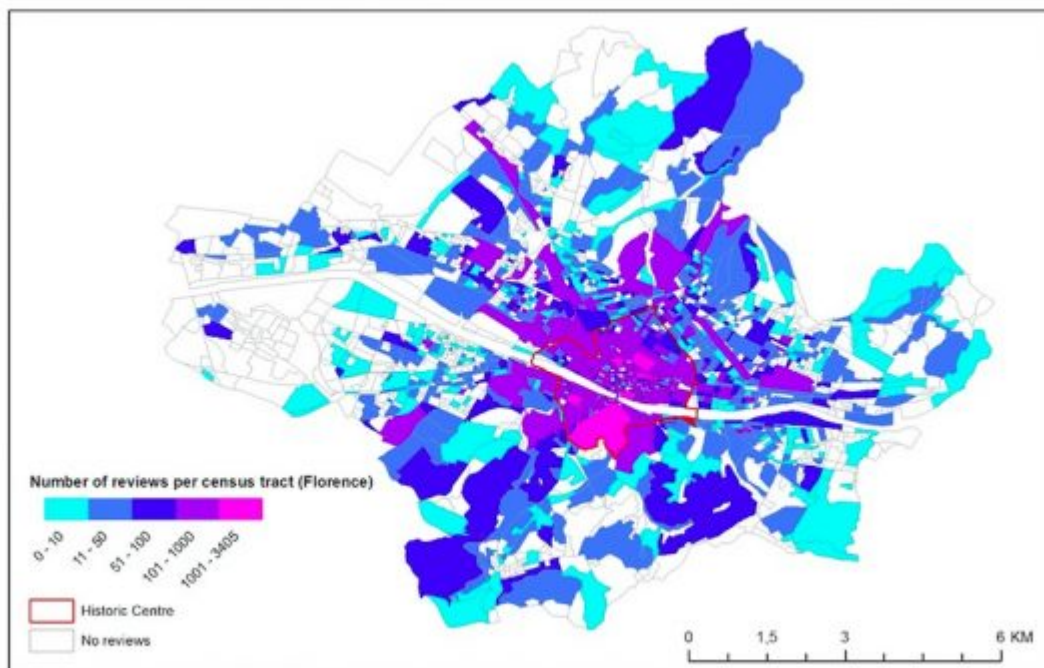 Number of reviews per census tract (Florence)
0 - 10
11 - 50
51 - 100
101 - 1000
1001 - 3405
Historic Centre
No reviews
0 1,5 3 6 KM